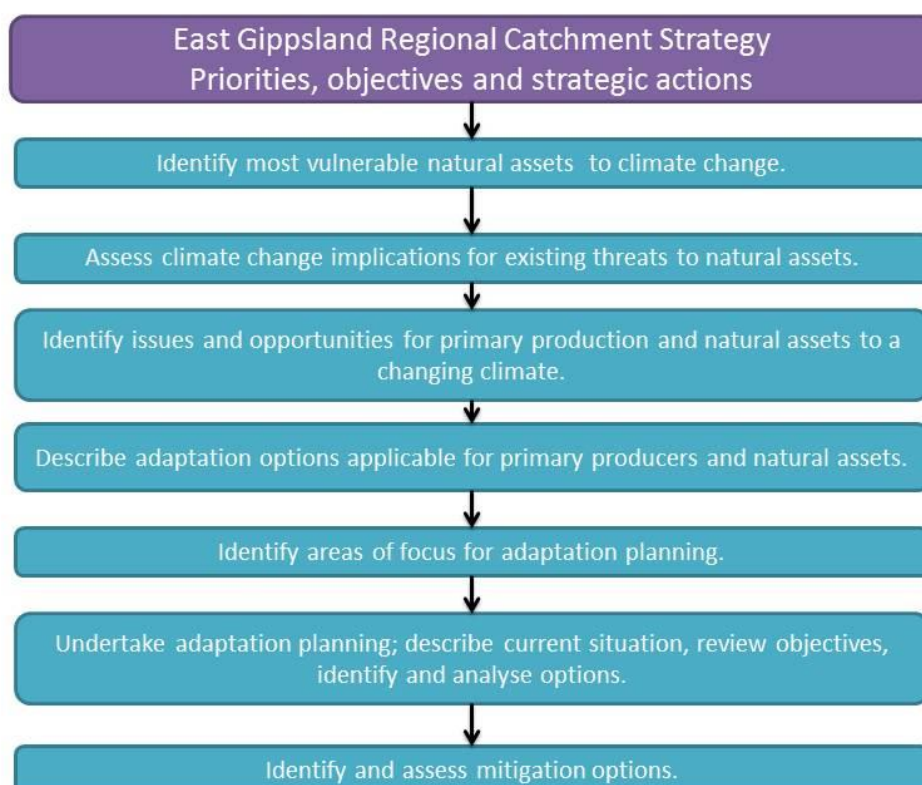 East Gippsland Regional Catchment Strategy
Priorities, objectives and strategic actions
Identify most vulnerable natural assets to climate change.
Assess climate change implications for existing threats to natural assets.
Identify issues and opportunities for primary production and natural assets to a
changing climate.
Describe adaptation options applicable for primary producers and natural assets.
Identify areas of focus for adaptation planning.
Undertake adaptation planning; describe current situation, review objectives,
identify and analyse options.
Identify and assess mitigation options.